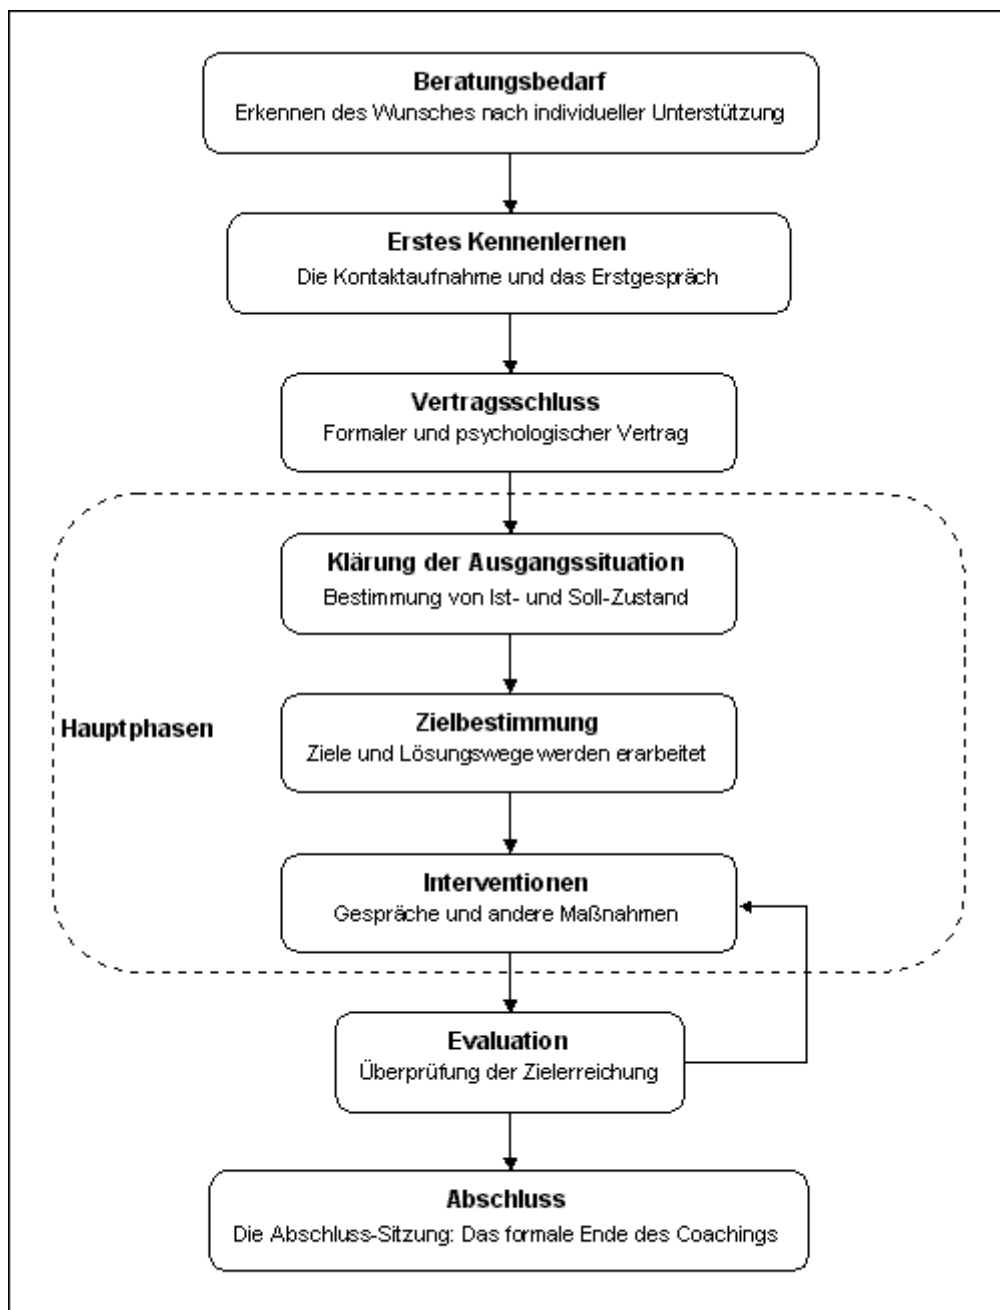 Beratungsbedarf
Erkennen des Wunsches nach individueller Unterstützung
Erstes Kennenlernen
Die Kontaktaufnahme und das Erstgespräch
Vertragsschluss
Formaler und psychologischer Vertrag
Klärung der Ausgangssituation
Bestimmung von Ist- und Soll-Zustand
Hauptphasen
Zielbestimmung
Ziele und Lösungswege werden erarbeitet
Interventionen
Gespräche und andere Maßnahmen
Evaluation
Überprüfung der Zielerreichung
Abschluss
Die Abschluss-Sitzung: Das formale Ende des Coachings